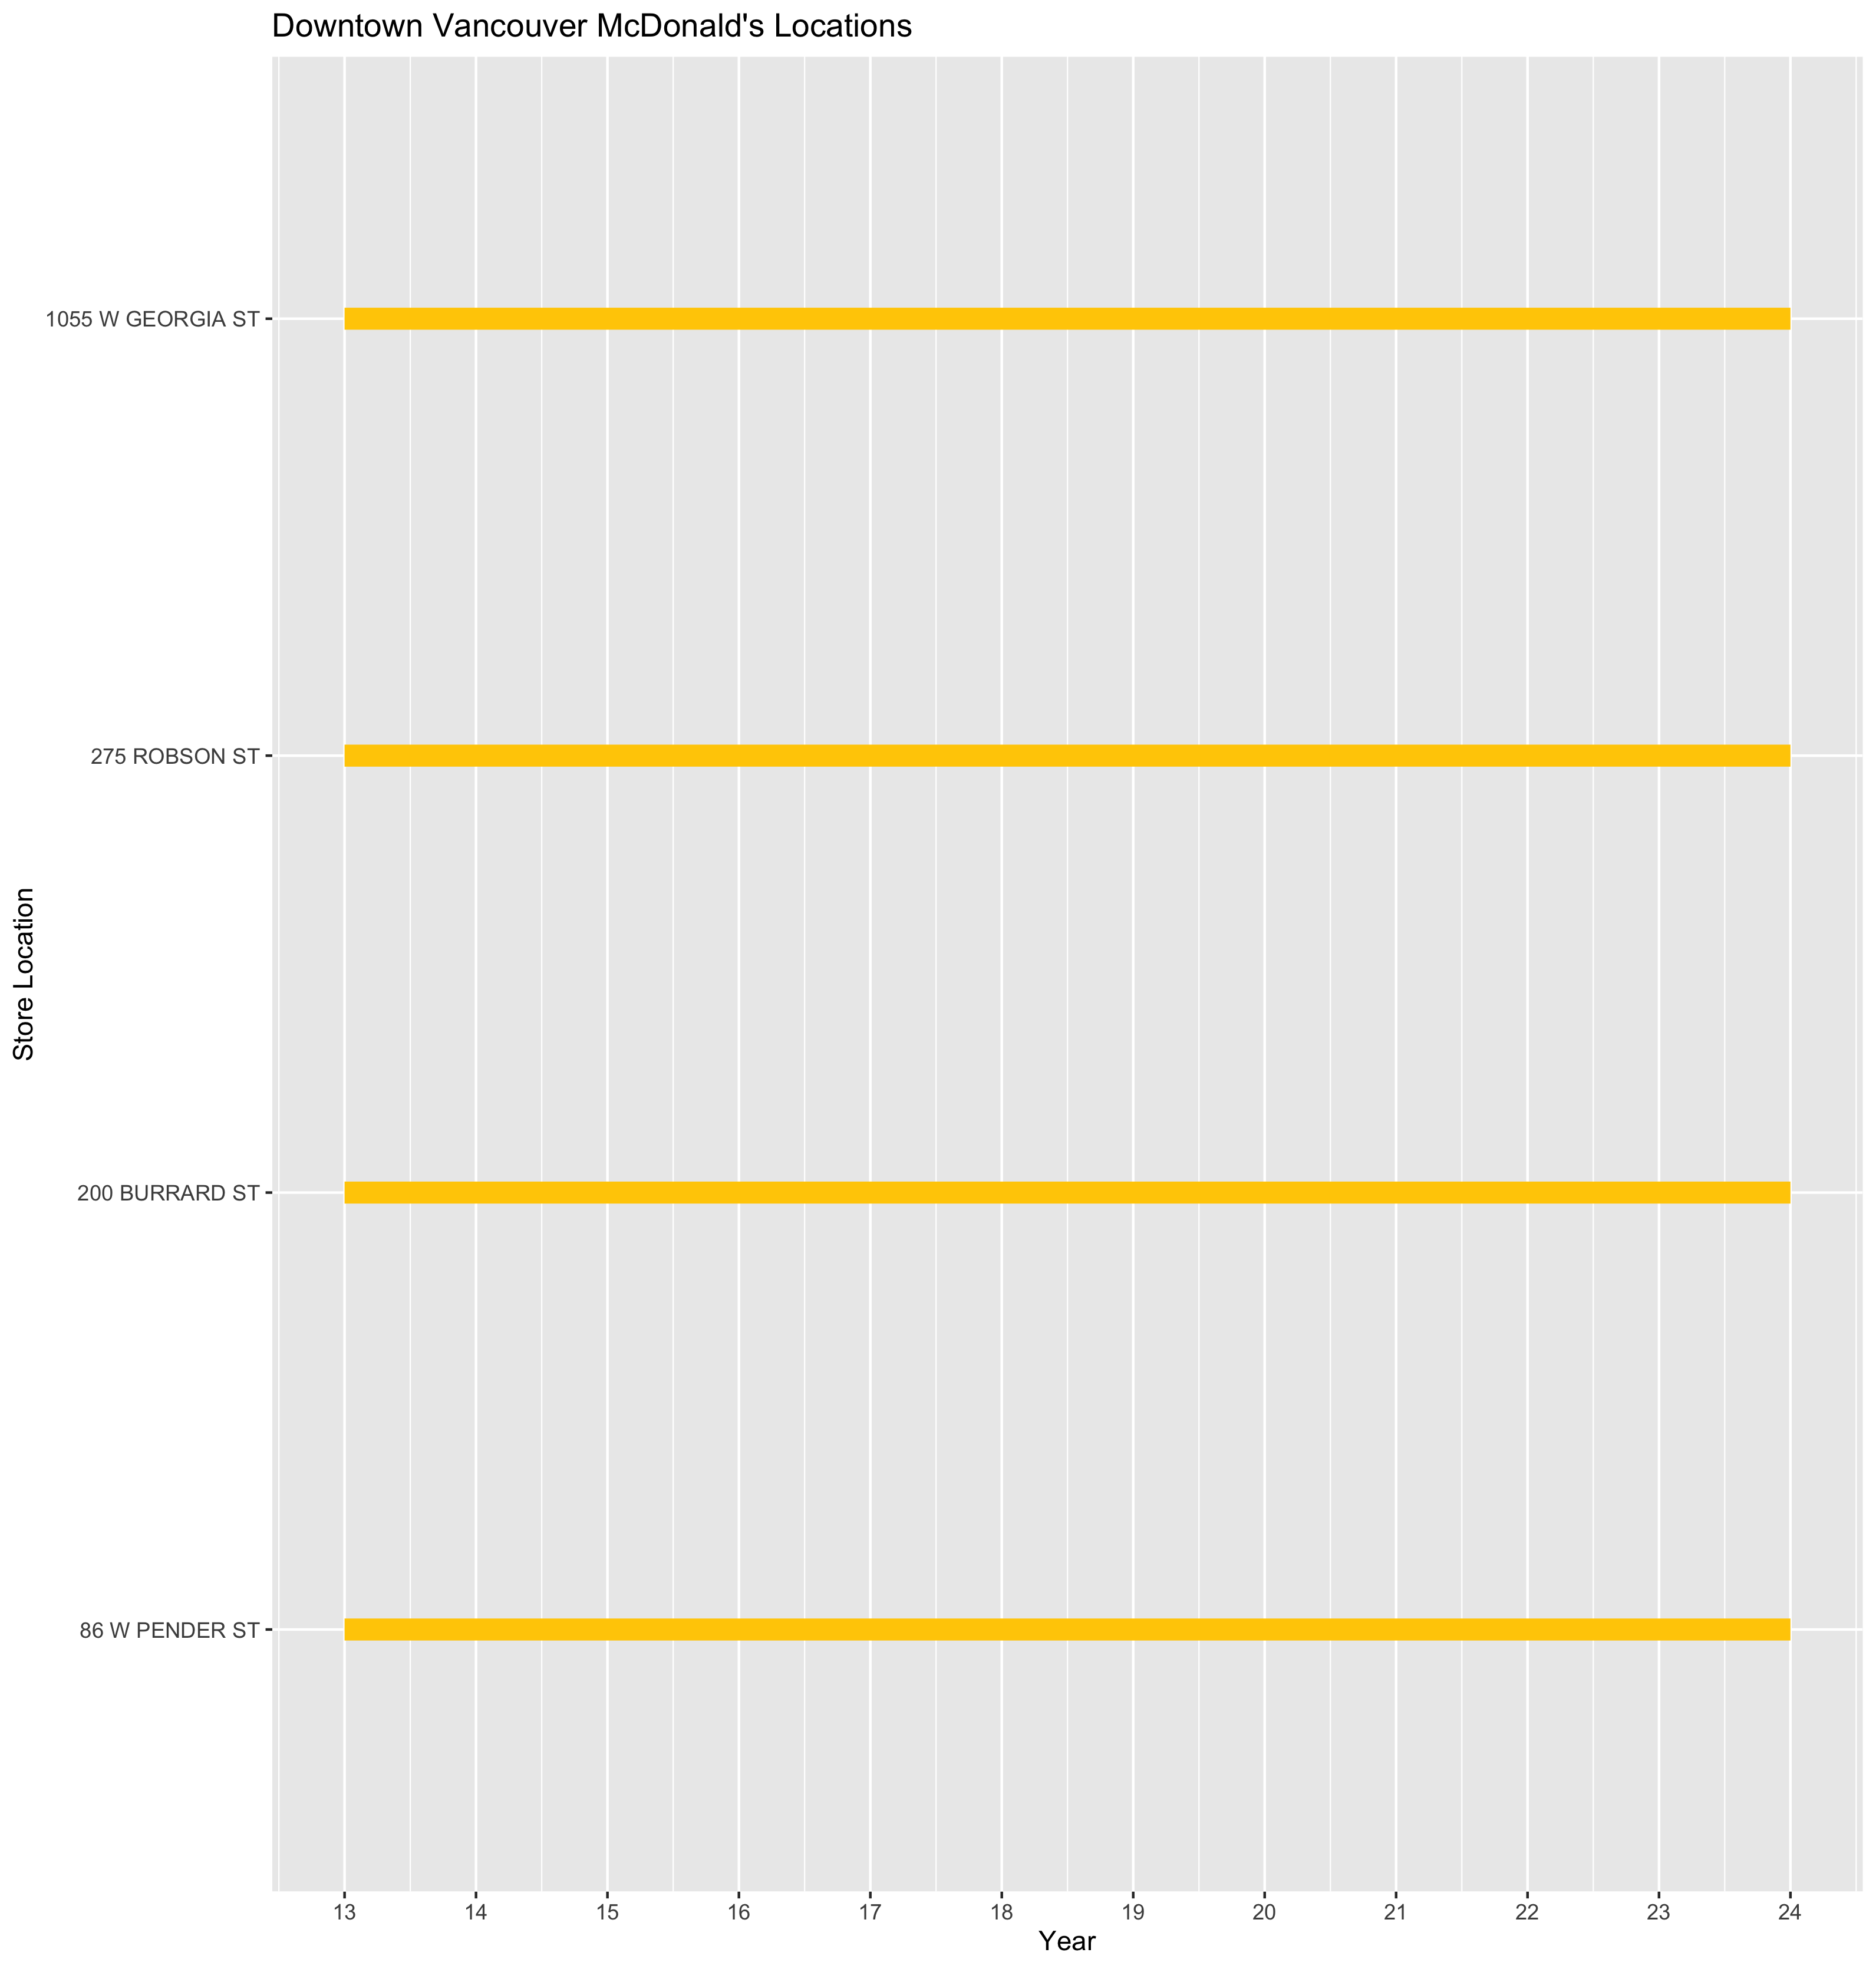 Downtown Vancouver McDonald's Locations
Store Location
1055 W GEORGIA ST
275 ROBSON ST
200 BURRARD ST
86 W PENDER ST
13 14 15 16 17 18 19 20 21 22 23 24
Year